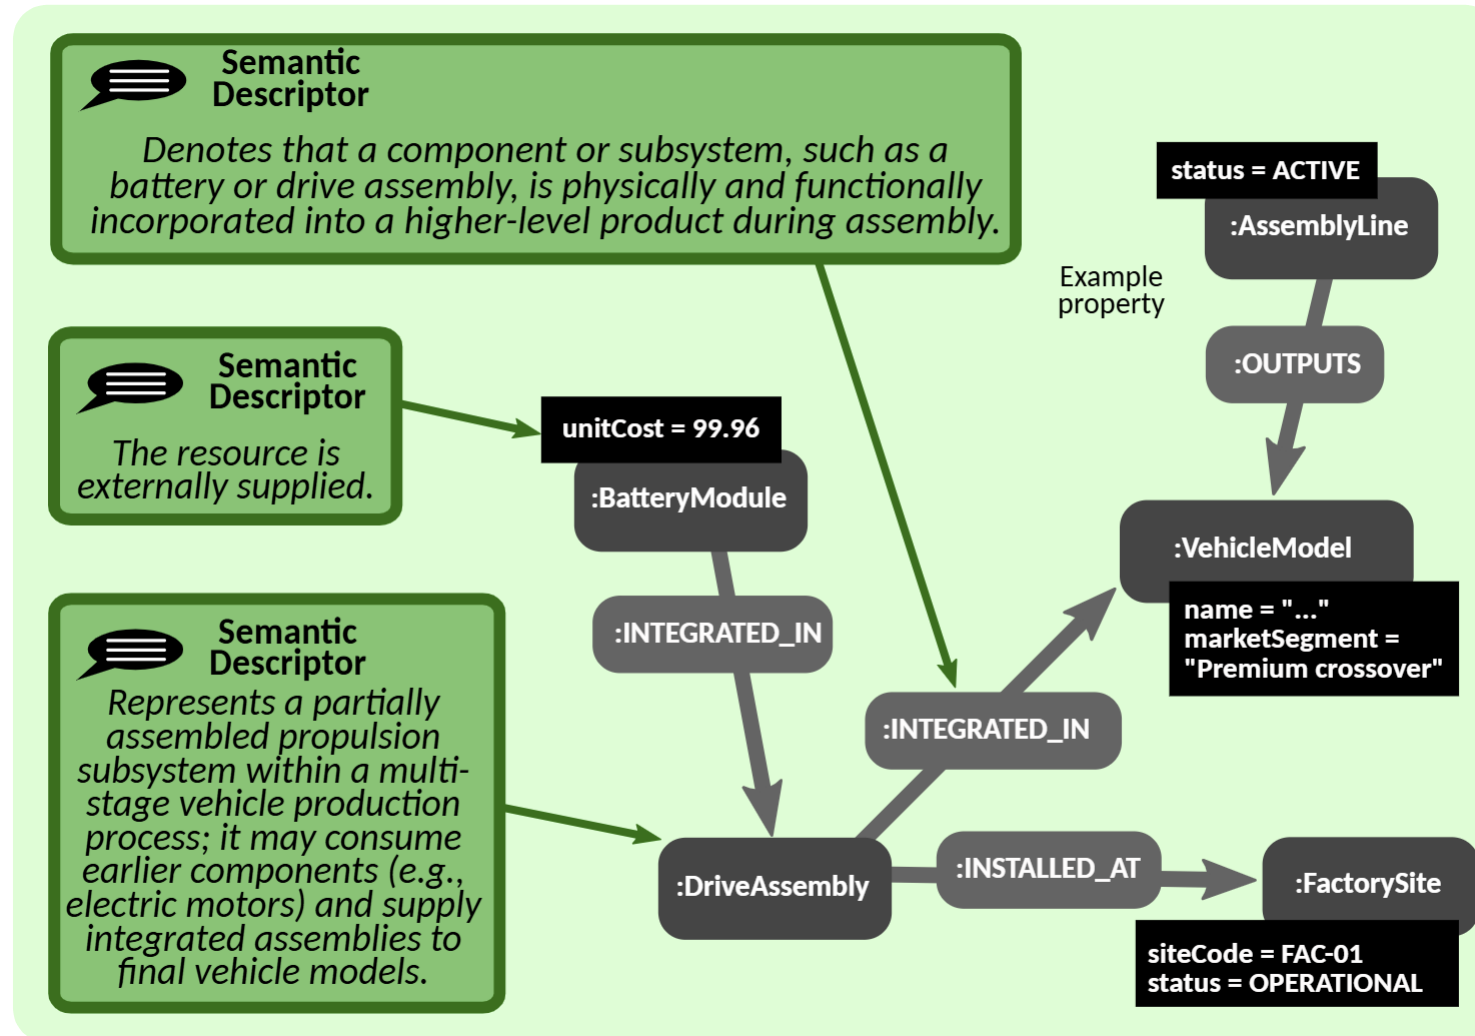 Semantic
Descriptor
Denotes that a component or subsystem, such as a
battery or drive assembly, is physically and functionally
incorporated into a higher-level product during assembly.
status = ACTIVE
:AssemblyLine
Example
property
:OUTPUTS
Semantic
Descriptor
The resource is
externally supplied.
unitCost = 99.96
:BatteryModule
:VehicleModel
name = "..."
marketSegment =
"Premium crossover"
:INTEGRATED_IN
Semantic
Descriptor
Represents a partially
assembled propulsion
subsystem within a multi-
stage vehicle production
process; it may consume
earlier components (e.g.,
electric motors) and supply
integrated assemblies to
final vehicle models.
:INTEGRATED_IN
:DriveAssembly
:INSTALLED_AT
:FactorySite
siteCode = FAC-01
status = OPERATIONAL